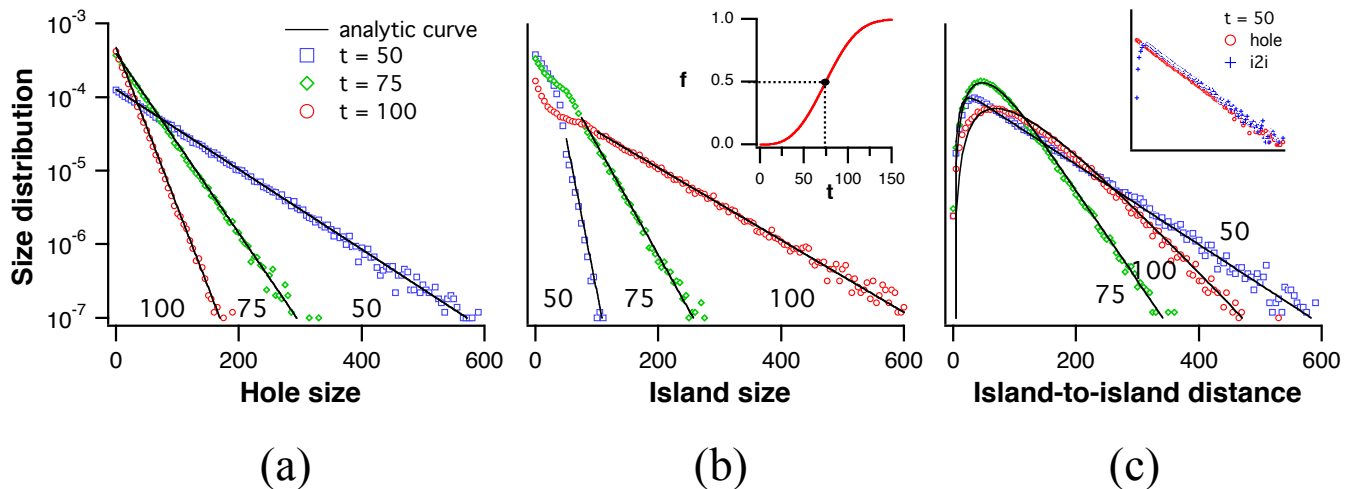 Size distribution
10⁻³
10⁻⁴
10⁻⁵
10⁻⁶
10⁻⁷
analytic curve
t = 50
t = 75
t = 100
100
75
50
0
200
400
600
Hole size
(a)
f
1.0
0.5
0.0
0
50
100
150
t
50
75
100
0
200
400
600
Island size
(b)
t = 50
hole
i2i
50
100
75
0
200
400
600
Island-to-island distance
(c)